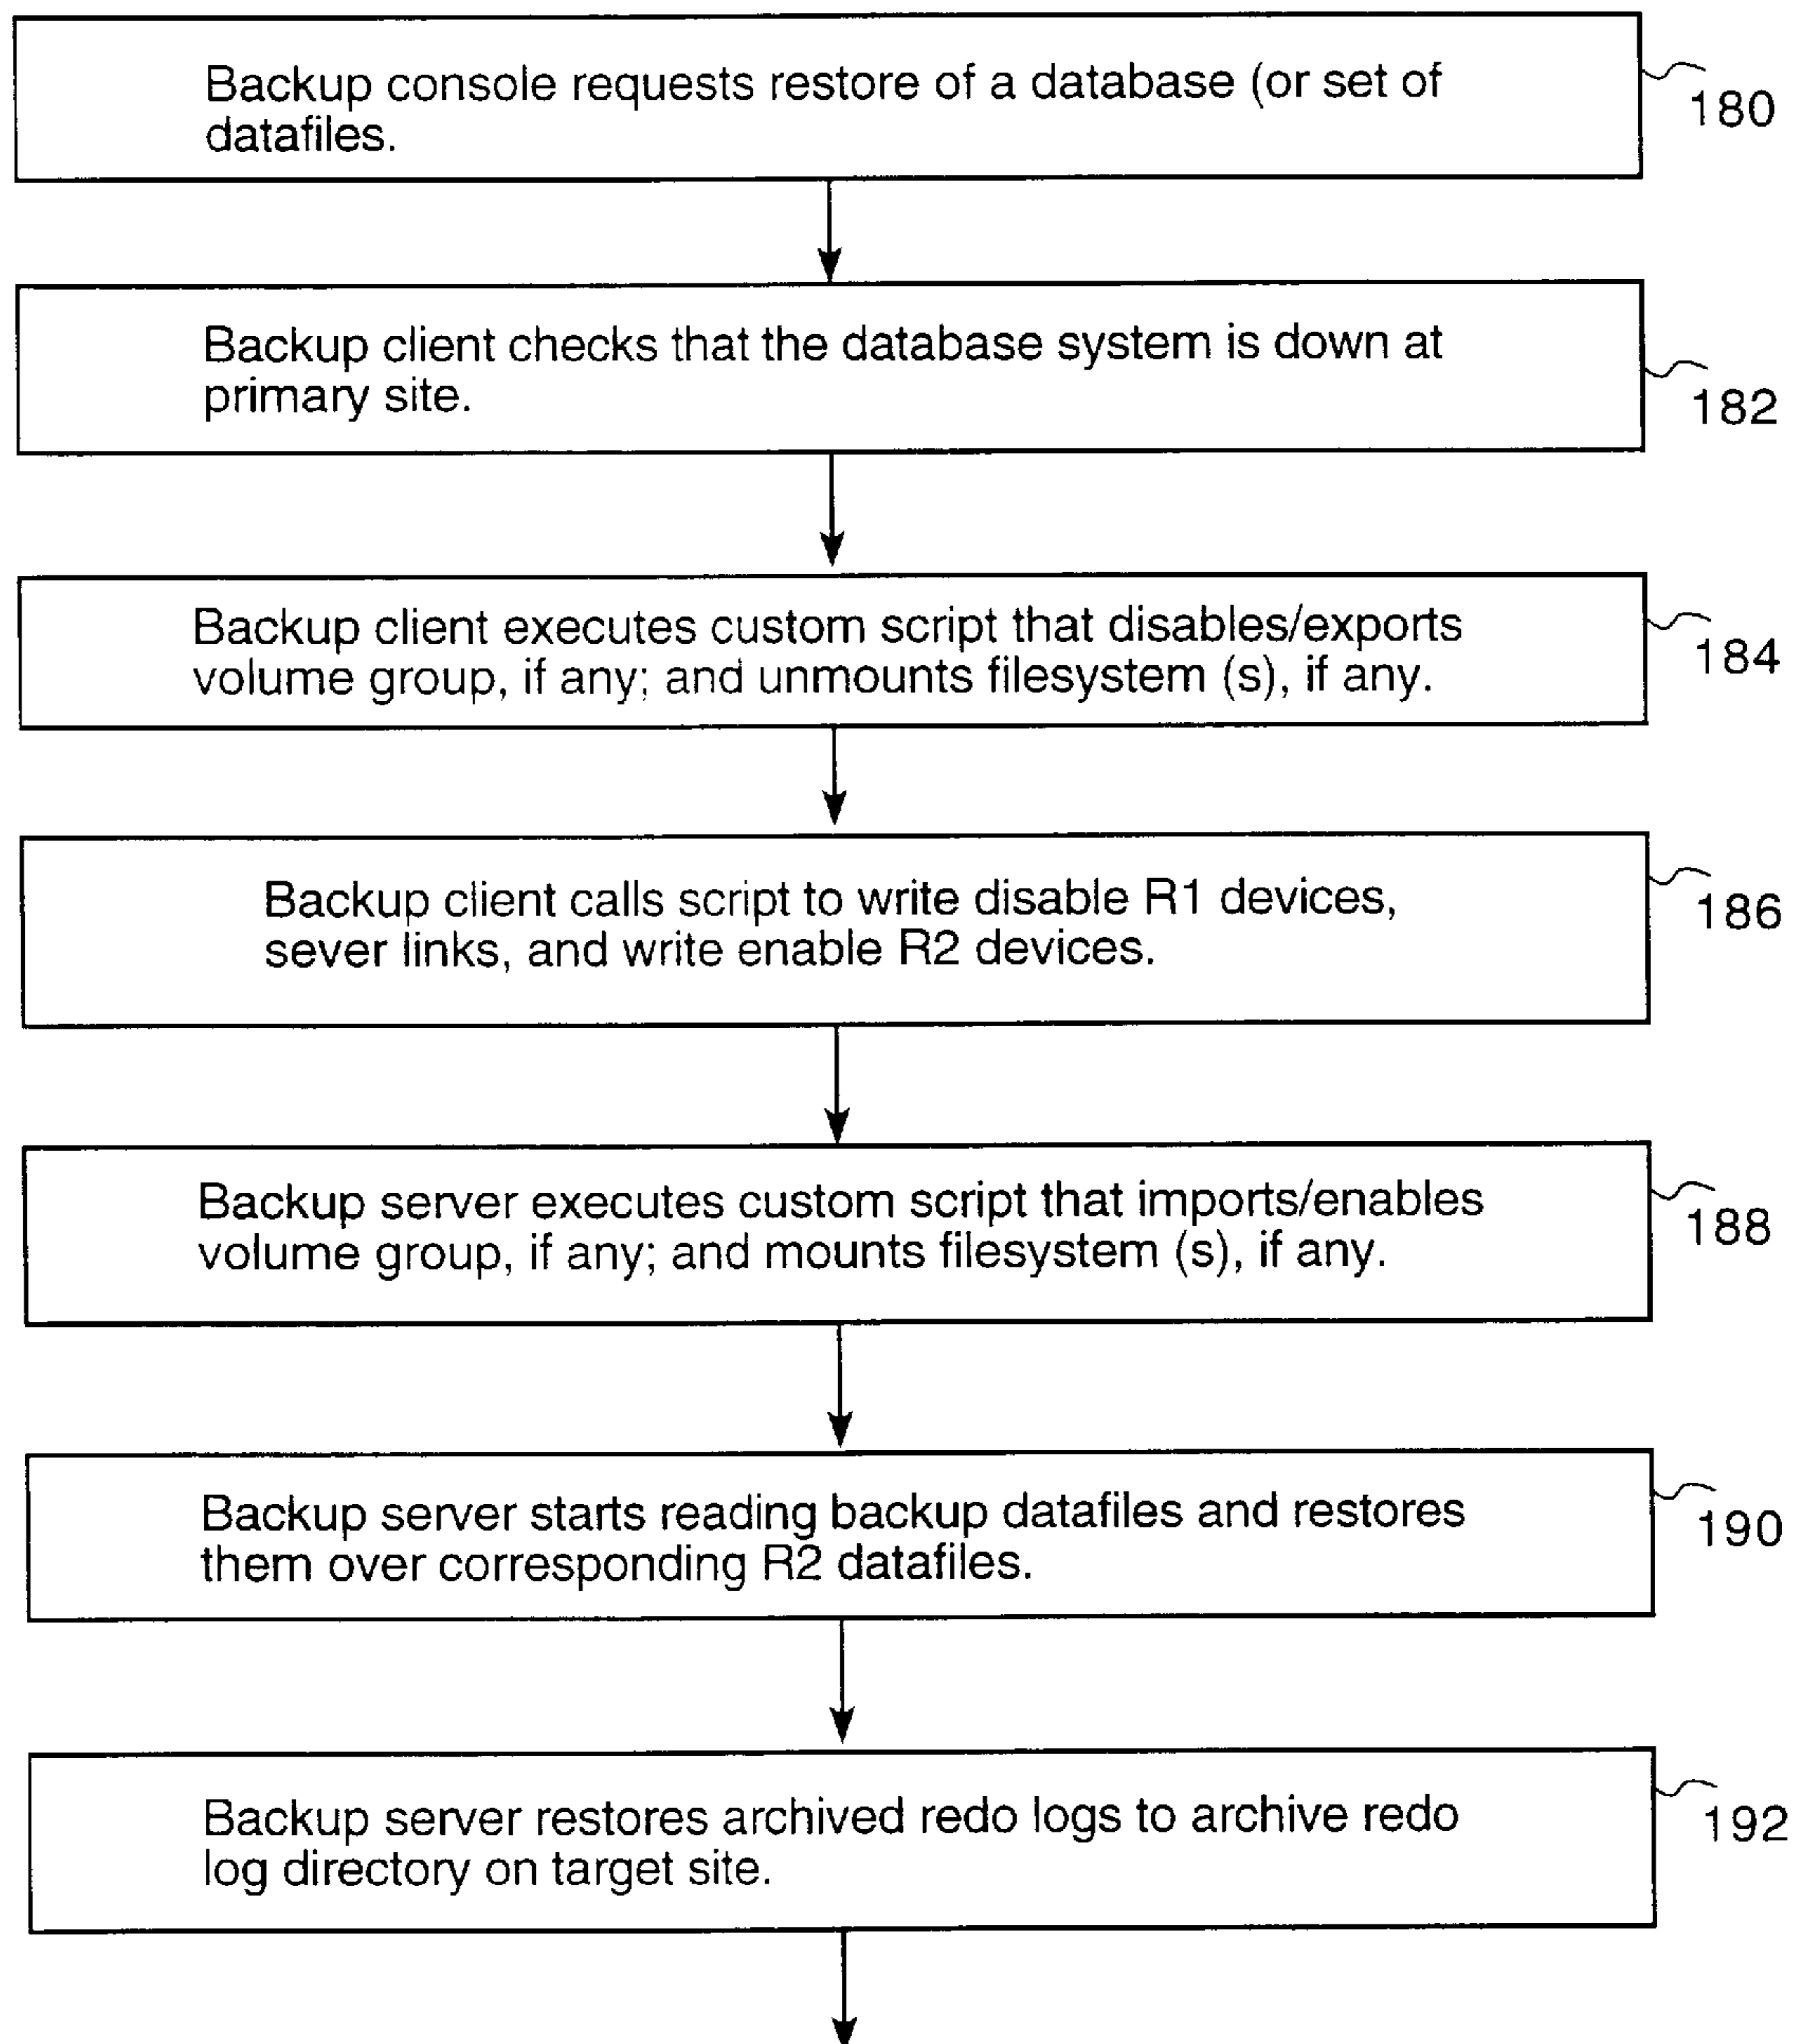 Backup console requests restore of a database (or set of
datafiles.
180
Backup client checks that the database system is down at
primary site.
182
Backup client executes custom script that disables/exports
volume group, if any; and unmounts filesystem (s), if any.
184
Backup client calls script to write disable R1 devices,
sever links, and write enable R2 devices.
186
Backup server executes custom script that imports/enables
volume group, if any; and mounts filesystem (s), if any.
188
Backup server starts reading backup datafiles and restores
them over corresponding R2 datafiles.
190
Backup server restores archived redo logs to archive redo
log directory on target site.
192